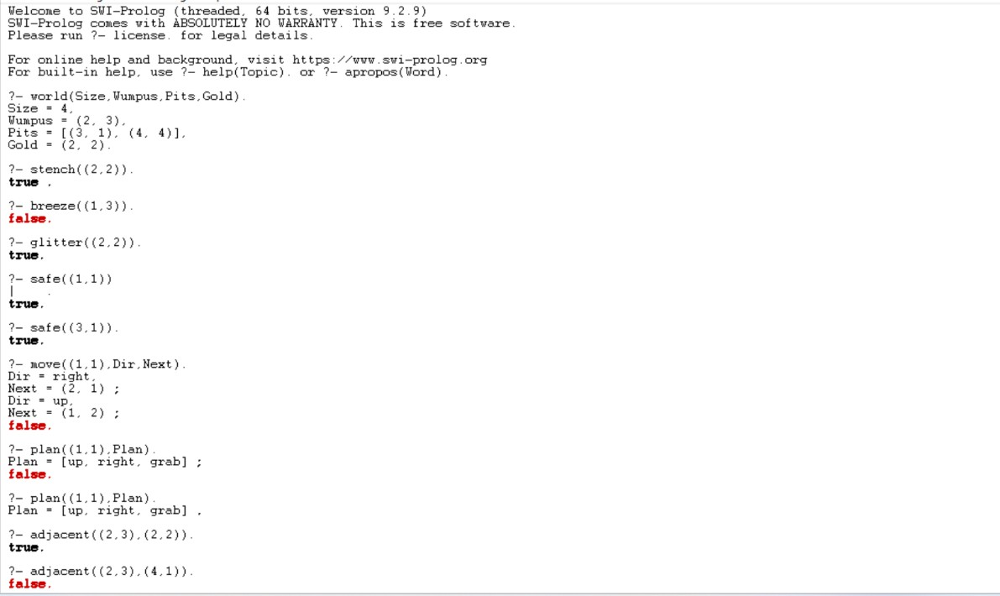 Welcome to SWI-Prolog (threaded, 64 bits, version 9.2.9)
SWI-Prolog comes with ABSOLUTELY NO WARRANTY. This is free software.
Please run ?- license. for legal details.
For online help and background, visit https://www.swi-prolog.org
For built-in help, use ?- help(Topic). or ?- apropos(Word).
?- world(Size,Wumpus,Pits,Gold).
Size = 4,
Wumpus = (2, 3),
Pits = [(3, 1), (4, 4)],
Gold = (2, 2).
?- stench((2,2)).
true .
?- breeze((1,3)).
false.
?- glitter((2,2)).
true.
?- safe((1,1))
|    .
true.
?- safe((3,1)).
true.
?- move((1,1),Dir,Next).
Dir = right,
Next = (2, 1) ;
Dir = up,
Next = (1, 2) ;
false.
?- plan((1,1),Plan).
Plan = [up, right, grab] ;
false.
?- plan((1,1),Plan).
Plan = [up, right, grab] .
?- adjacent((2,3),(2,2)).
true.
?- adjacent((2,3),(4,1)).
false.